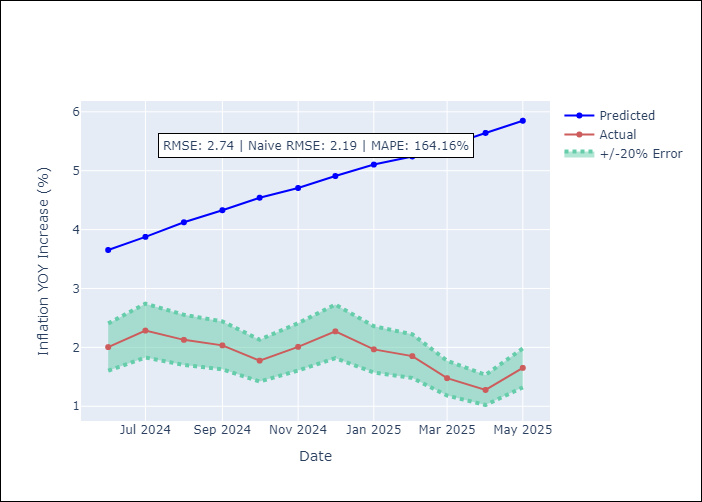 Predicted
Actual
+/-20% Error
RMSE: 2.74 | Naive RMSE: 2.19 | MAPE: 164.16%
Inflation YOY Increase (%)
6
5
4
3
2
1
Jul 2024
Sep 2024
Nov 2024
Jan 2025
Mar 2025
May 2025
Date